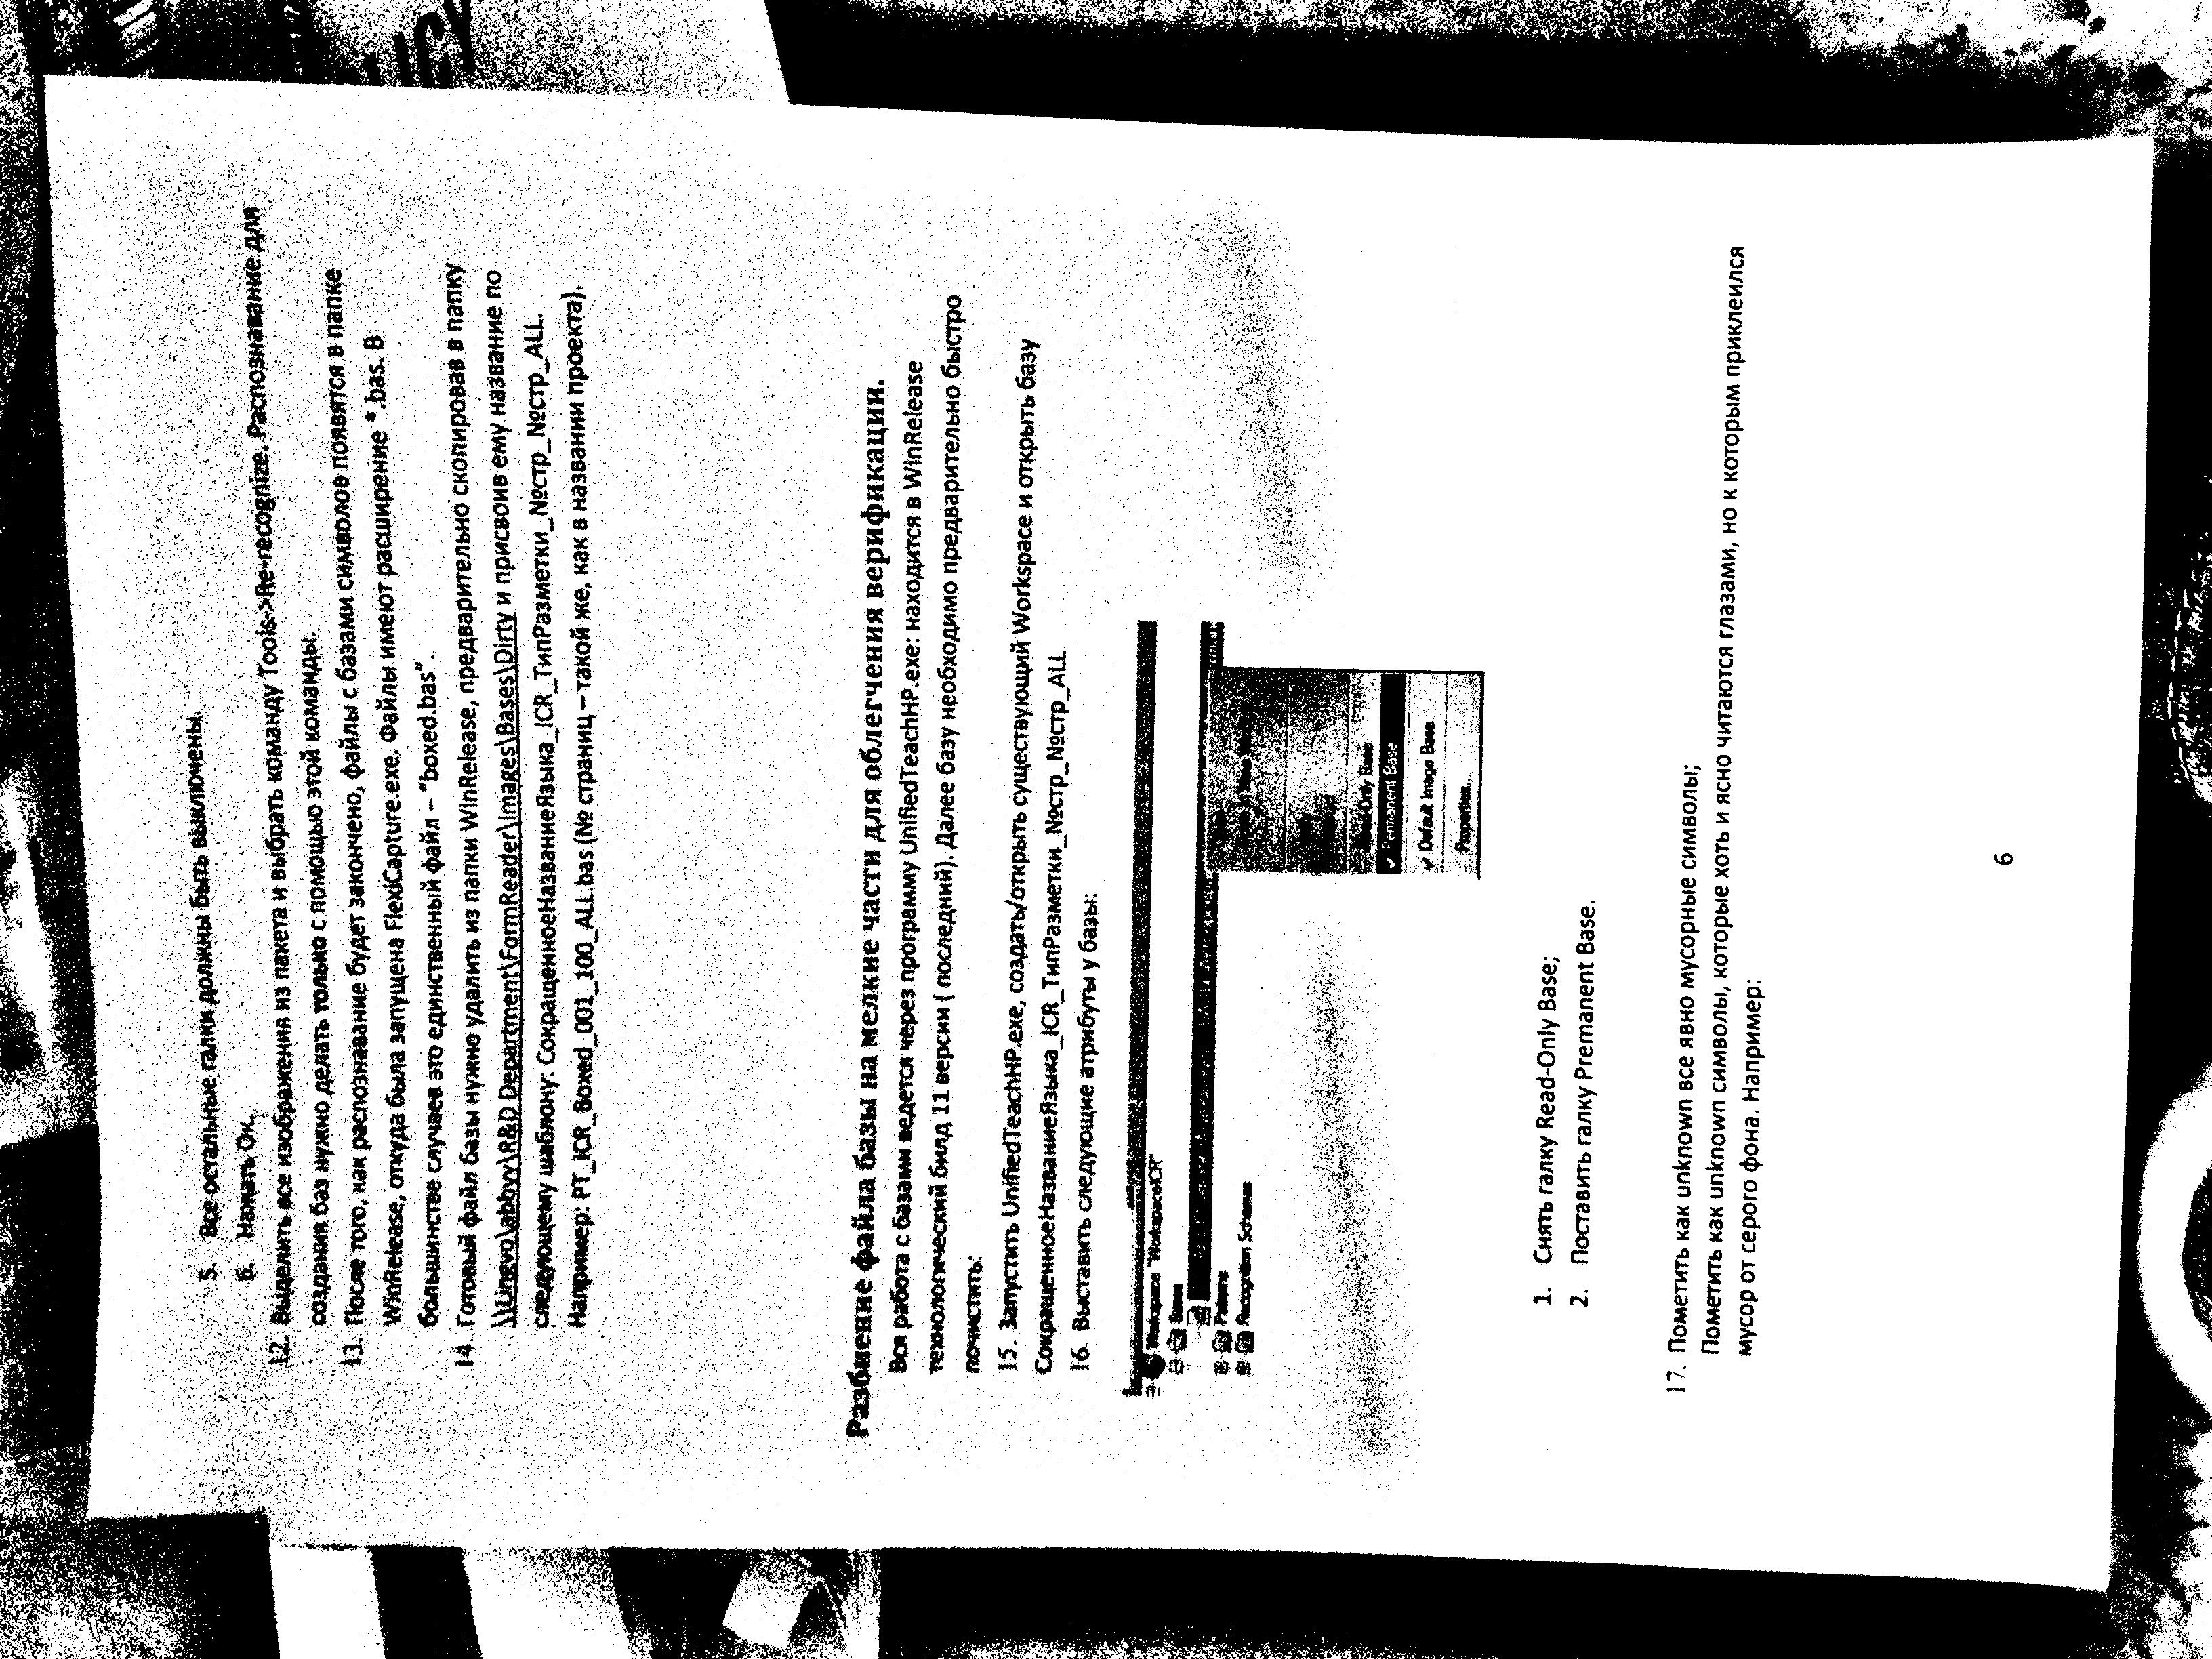 5. Все остальные галки должны быть выключены.
6. Нажать Ок.
12. Выделить все изображения из пакета и выбрать команду Tools->Re-recognize. Распознавание для
создания баз нужно делать только с помощью этой команды.
13. После того, как распознавание будет закончено, файлы с базами символов появятся в папке
WinRelease, откуда была запущена FlexiCapture.exe. Файлы имеют расширение *.bas. В
большинстве случаев это единственный файл – "boxed.bas".
14. Готовый файл базы нужно удалить из папки WinRelease, предварительно скопировав в папку
\\Lingvo\abbyy\R&D Department\FormReader\Images\Bases\Dirty и присвоив ему название по
следующему шаблону: СокращенноеНазваниеЯзыка_ICR_ТипРазметки_№стр_№стр_ALL.
Например: PT_ICR_Boxed_001_100_ALL.bas (№ страниц – такой же, как в названии проекта).
Разбиение файла базы на мелкие части для облегчения верификации.
Вся работа с базами ведется через программу UnifiedTeachHP.exe: находится в WinRelease
технологический билд 11 версии ( последний). Далее базу необходимо предварительно быстро
почистить:
15. Запустить UnifiedTeachHP.exe, создать/открыть существующий Workspace и открыть базу
СокращенноеНазваниеЯзыка_ICR_ТипРазметки_№стр_№стр_ALL
16. Выставить следующие атрибуты у базы:
Workspace "WorkspaceICR"
Bases
Patterns
Recognition Schemas
Read-Only Base
Permanent Base
Default Image Base
Properties...
1. Снять галку Read-Only Base;
2. Поставить галку Premanent Base.
17. Пометить как unknown все явно мусорные символы;
Пометить как unknown символы, которые хоть и ясно читаются глазами, но к которым приклеился
мусор от серого фона. Например:
6
LICY